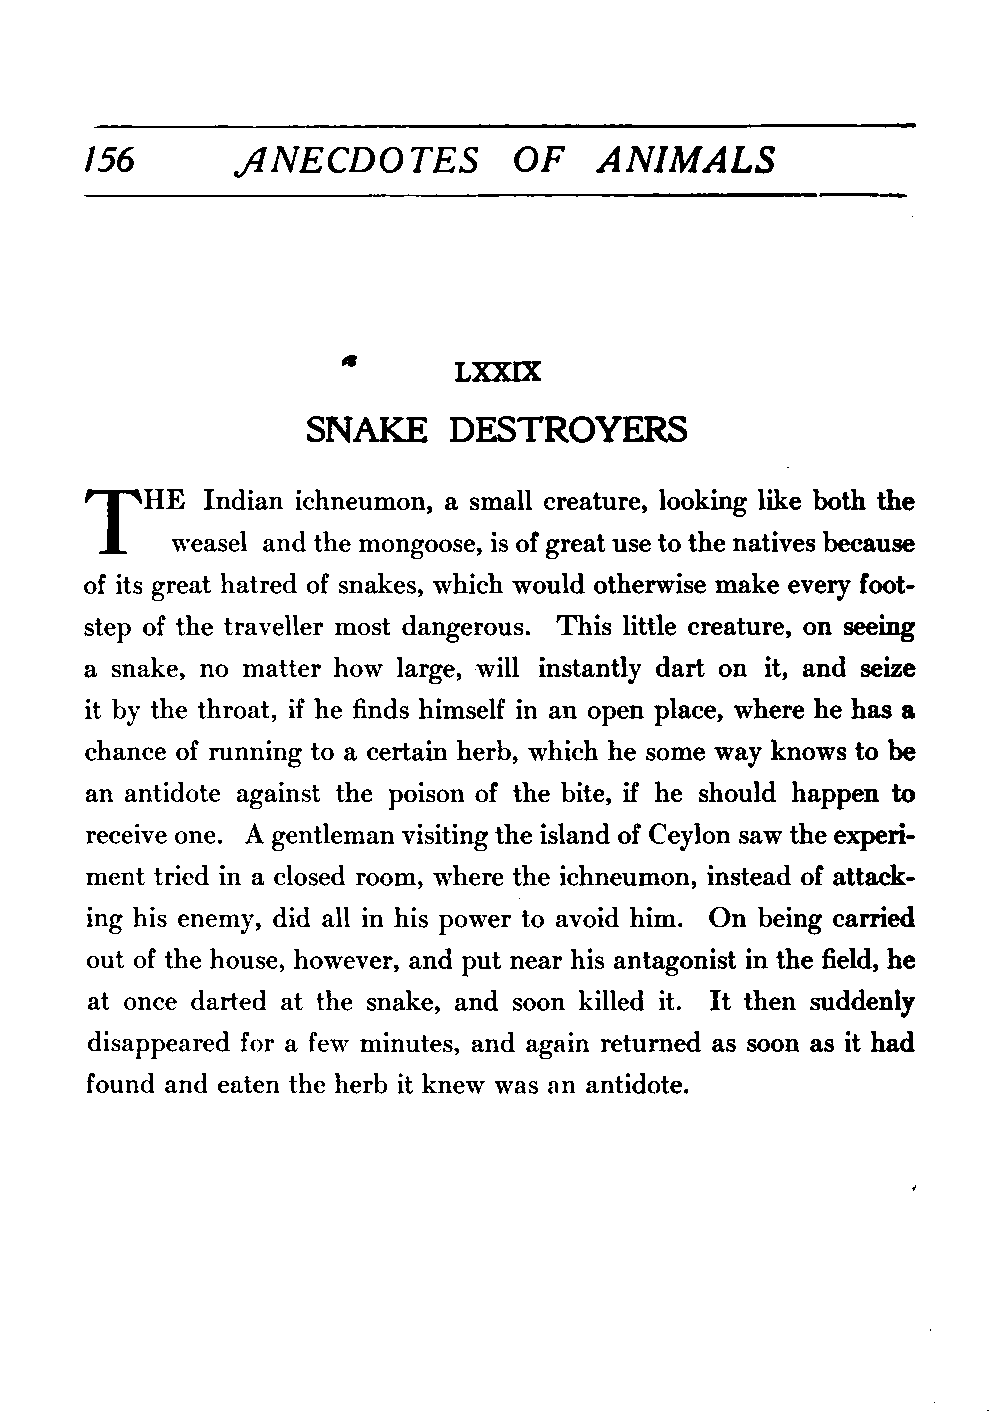 156 ANECDOTES OF ANIMALS
LXXIX
SNAKE DESTROYERS
THE Indian ichneumon, a small creature, looking like both the
weasel and the mongoose, is of great use to the natives because
of its great hatred of snakes, which would otherwise make every foot-
step of the traveller most dangerous. This little creature, on seeing
a snake, no matter how large, will instantly dart on it, and seize
it by the throat, if he finds himself in an open place, where he has a
chance of running to a certain herb, which he some way knows to be
an antidote against the poison of the bite, if he should happen to
receive one. A gentleman visiting the island of Ceylon saw the experi-
ment tried in a closed room, where the ichneumon, instead of attack-
ing his enemy, did all in his power to avoid him. On being carried
out of the house, however, and put near his antagonist in the field, he
at once darted at the snake, and soon killed it. It then suddenly
disappeared for a few minutes, and again returned as soon as it had
found and eaten the herb it knew was an antidote.